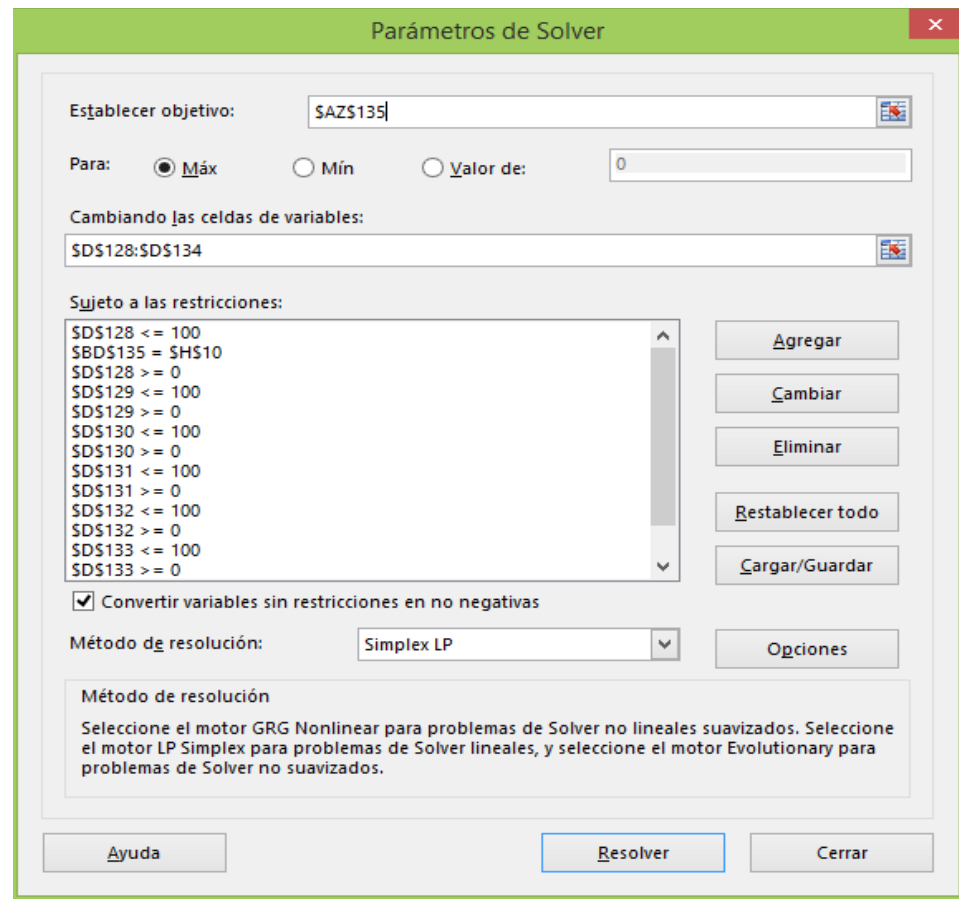 Parámetros de Solver
Establecer objetivo: $AZ$135
Para: Máx Mín Valor de: 0
Cambiando las celdas de variables:
$D$128:$D$134
Sujeto a las restricciones:
$D$128 <= 100
$BD$135 = $H$10
$D$128 >= 0
$D$129 <= 100
$D$129 >= 0
$D$130 <= 100
$D$130 >= 0
$D$131 <= 100
$D$131 >= 0
$D$132 <= 100
$D$132 >= 0
$D$133 <= 100
$D$133 >= 0
Agregar
Cambiar
Eliminar
Restablecer todo
Cargar/Guardar
Convertir variables sin restricciones en no negativas
Método de resolución: Simplex LP Opciones
Método de resolución
Seleccione el motor GRG Nonlinear para problemas de Solver no lineales suavizados. Seleccione
el motor LP Simplex para problemas de Solver lineales, y seleccione el motor Evolutionary para
problemas de Solver no suavizados.
Ayuda Resolver Cerrar